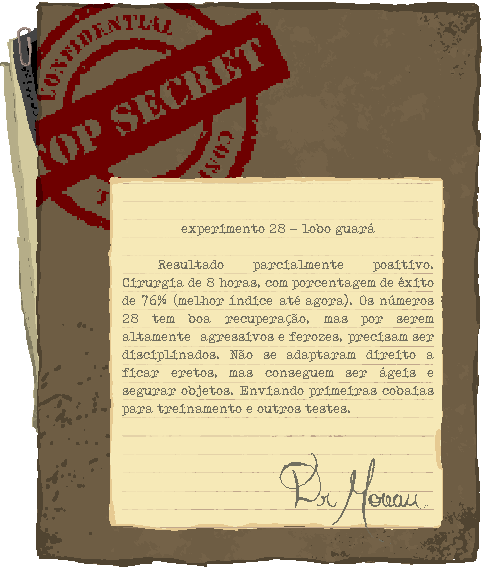 CONFIDENTIAL
TOP SECRET
experimento 28 - lobo guará
Resultado parcialmente positivo.
Cirurgia de 8 horas, com porcentagem de êxito
de 76% (melhor índice até agora). Os números
28 tem boa recuperação, mas por serem
altamente agressivos e ferozes, precisam ser
disciplinados. Não se adaptaram direito a
ficar eretos, mas conseguem ser ágeis e
segurar objetos. Enviando primeiras cobaias
para treinamento e outros testes.
Dr Moreau